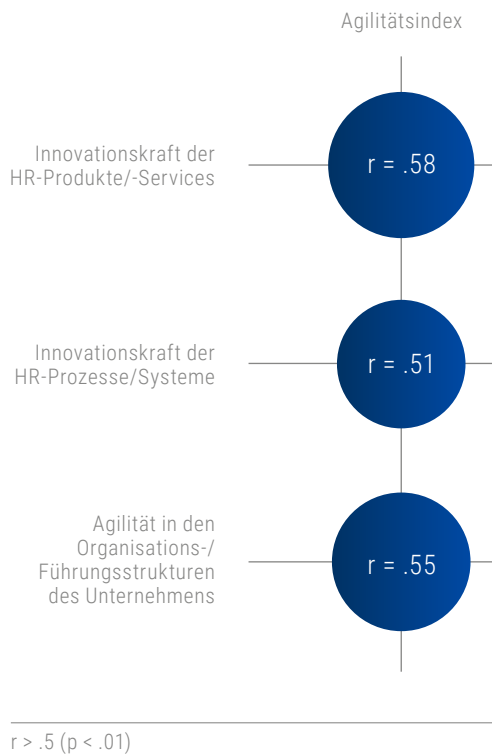 Agilitätsindex
Innovationskraft der
HR-Produkte/-Services
r = .58
Innovationskraft der
HR-Prozesse/Systeme
r = .51
Agilität in den
Organisations-/
Führungsstrukturen
des Unternehmens
r = .55
r > .5 (p < .01)